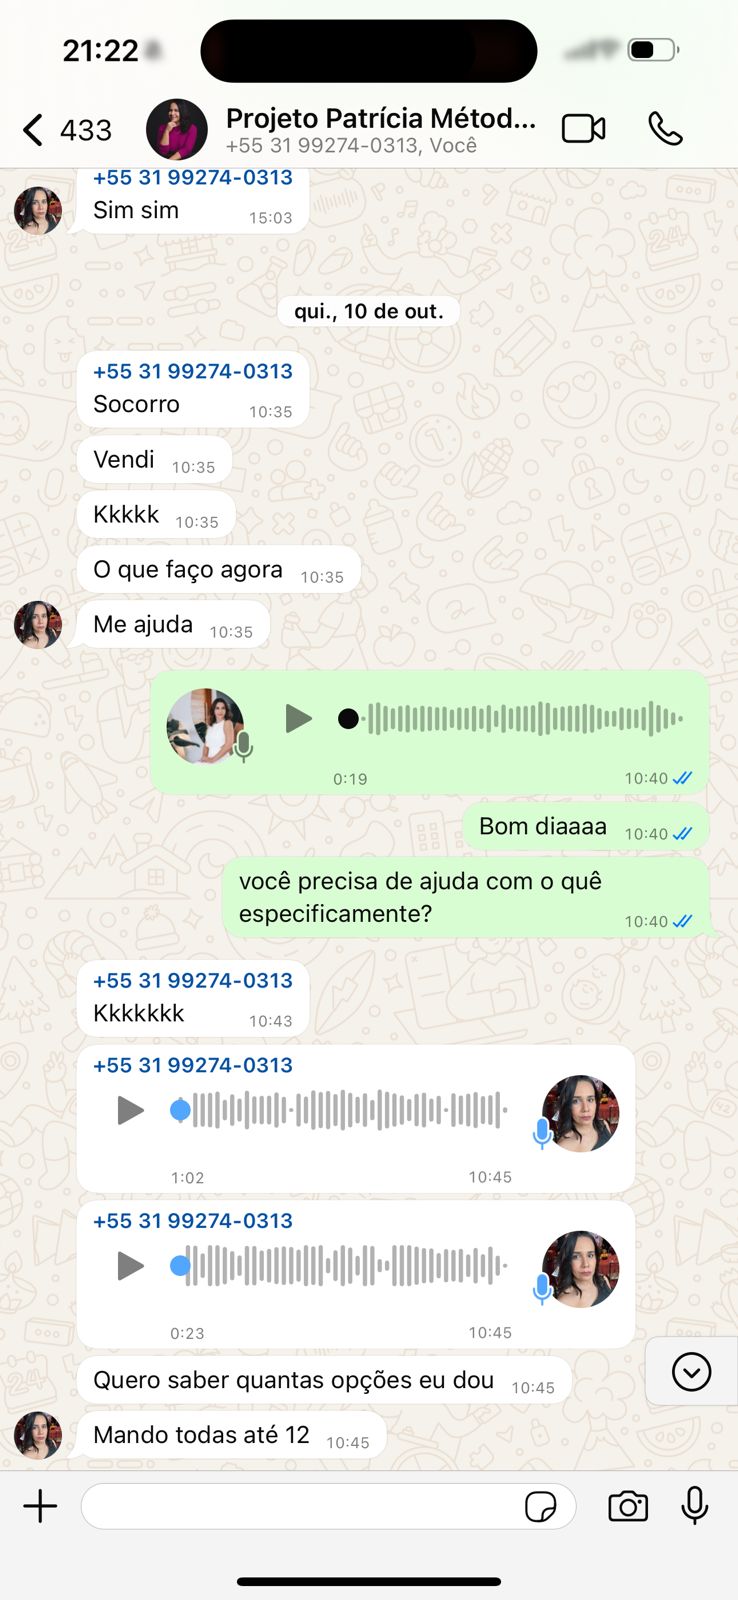 21:22
433
Projeto Patrícia Métod...
+55 31 99274-0313, Você
+55 31 99274-0313
Sim sim 15:03
qui., 10 de out.
+55 31 99274-0313
Socorro 10:35
Vendi 10:35
Kkkkk 10:35
O que faço agora 10:35
Me ajuda 10:35
0:19 10:40
Bom diaaaa 10:40
você precisa de ajuda com o quê
especificamente? 10:40
+55 31 99274-0313
Kkkkkkk 10:43
+55 31 99274-0313
1:02 10:45
+55 31 99274-0313
0:23 10:45
Quero saber quantas opções eu dou 10:45
Mando todas até 12 10:45